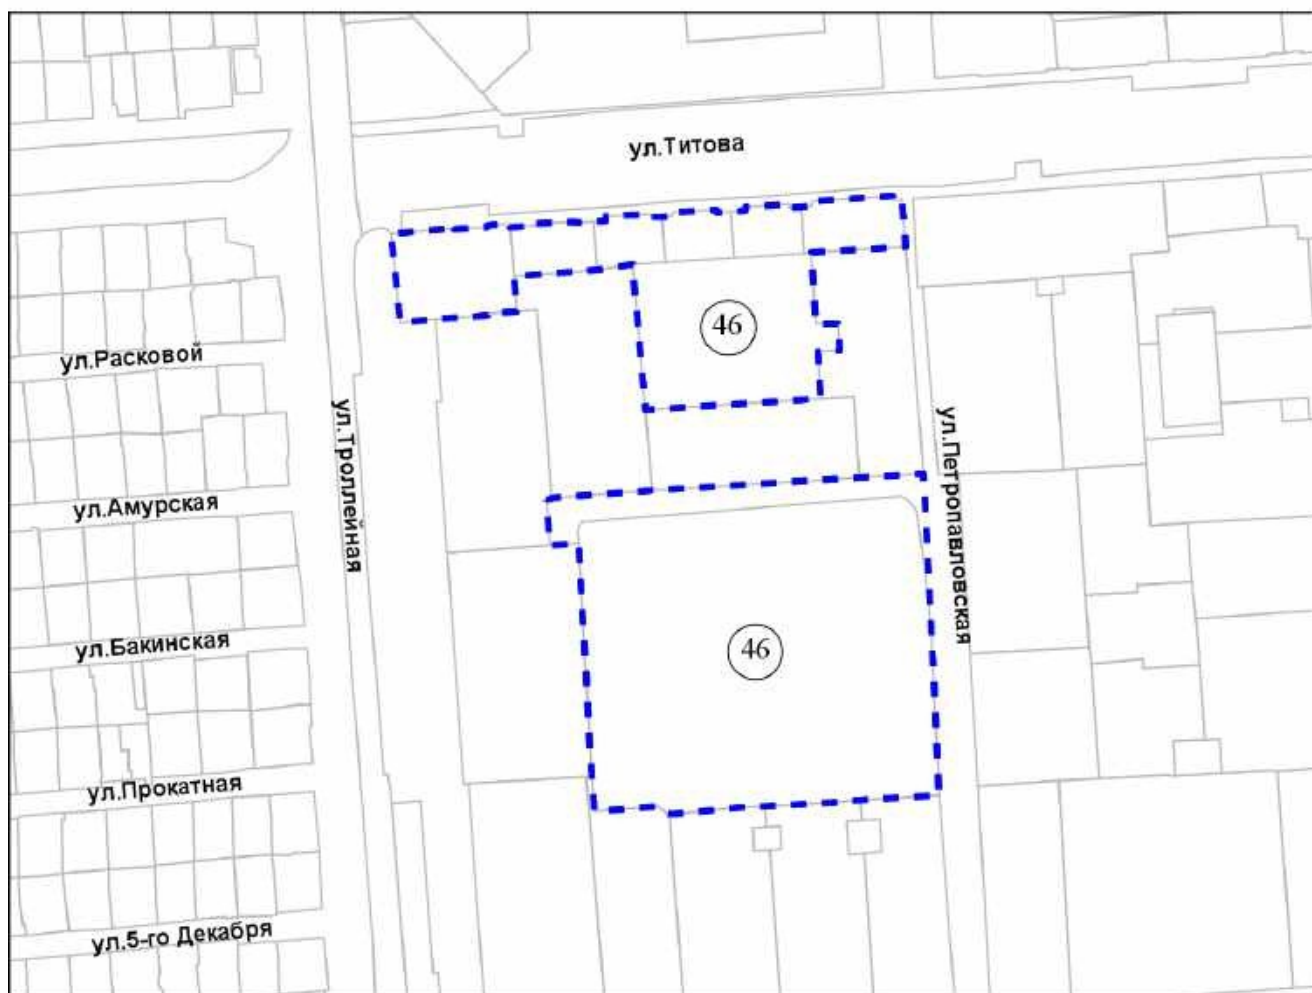 ул.Титова
46
ул.Расковой
ул.Троллейная
ул.Петропавловская
ул.Амурская
ул.Бакинская
46
ул.Прокатная
ул.5-го Декабря